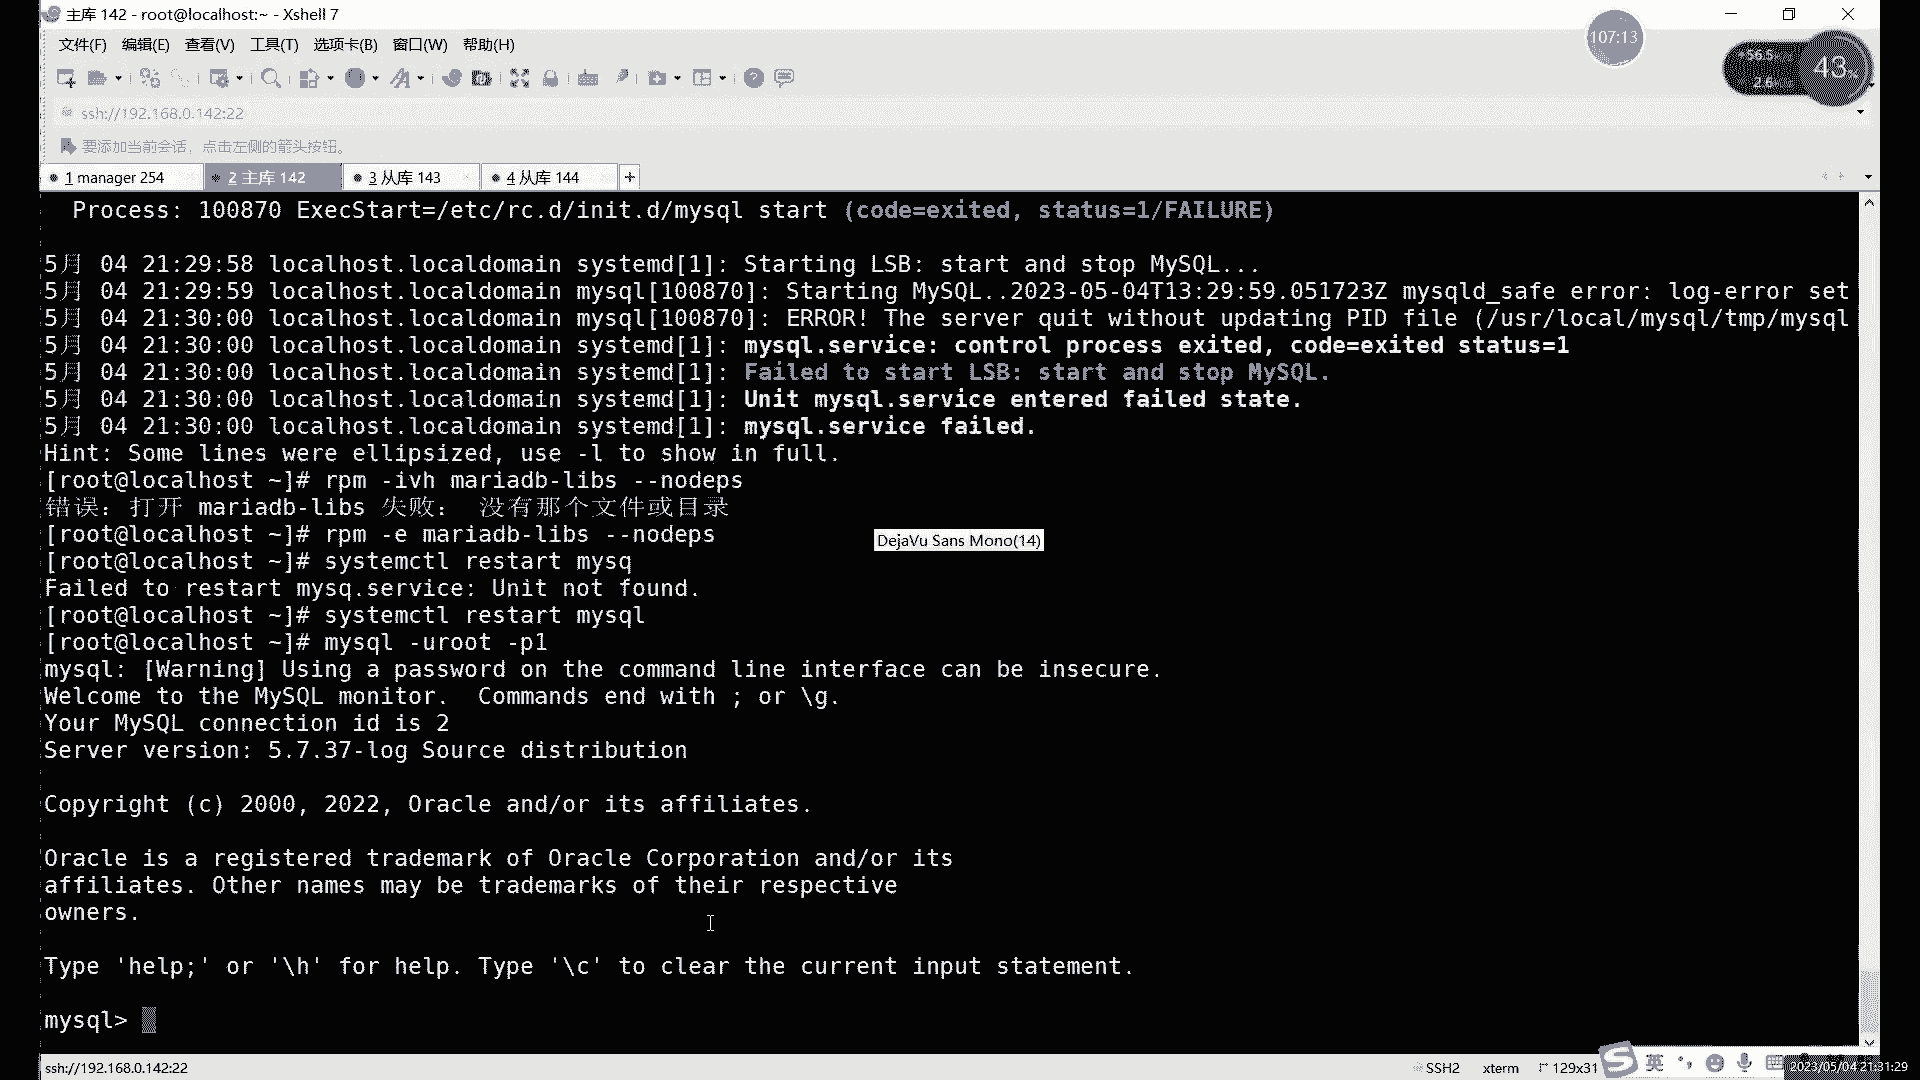 主库 142 - root@localhost:~ - Xshell 7
107:13
文件(F) 编辑(E) 查看(V) 工具(T) 选项卡(B) 窗口(W) 帮助(H)
43%
ssh://192.168.0.142:22
要添加当前会话，点击左侧的箭头按钮。
1 manager 254 2 主库 142 3 从库 143 4 从库 144 +
Process: 100870 ExecStart=/etc/rc.d/init.d/mysql start (code=exited, status=1/FAILURE)
5月 04 21:29:58 localhost.localdomain systemd[1]: Starting LSB: start and stop MySQL...
5月 04 21:29:59 localhost.localdomain mysql[100870]: Starting MySQL..2023-05-04T13:29:59.051723Z mysqld_safe error: log-error set
5月 04 21:30:00 localhost.localdomain mysql[100870]: ERROR! The server quit without updating PID file (/usr/local/mysql/tmp/mysql
5月 04 21:30:00 localhost.localdomain systemd[1]: mysql.service: control process exited, code=exited status=1
5月 04 21:30:00 localhost.localdomain systemd[1]: Failed to start LSB: start and stop MySQL.
5月 04 21:30:00 localhost.localdomain systemd[1]: Unit mysql.service entered failed state.
5月 04 21:30:00 localhost.localdomain systemd[1]: mysql.service failed.
Hint: Some lines were ellipsized, use -l to show in full.
[root@localhost ~]# rpm -ivh mariadb-libs --nodeps
错误：打开 mariadb-libs 失败： 没有那个文件或目录
[root@localhost ~]# rpm -e mariadb-libs --nodeps
DejaVu Sans Mono(14)
[root@localhost ~]# systemctl restart mysq
Failed to restart mysq.service: Unit not found.
[root@localhost ~]# systemctl restart mysql
[root@localhost ~]# mysql -uroot -p1
mysql: [Warning] Using a password on the command line interface can be insecure.
Welcome to the MySQL monitor.  Commands end with ; or \g.
Your MySQL connection id is 2
Server version: 5.7.37-log Source distribution
Copyright (c) 2000, 2022, Oracle and/or its affiliates.
Oracle is a registered trademark of Oracle Corporation and/or its
affiliates. Other names may be trademarks of their respective
owners.
Type 'help;' or '\h' for help. Type '\c' to clear the current input statement.
mysql>
ssh://192.168.0.142:22 SSH2 xterm 129x31 英 2023/05/04 21:31:29